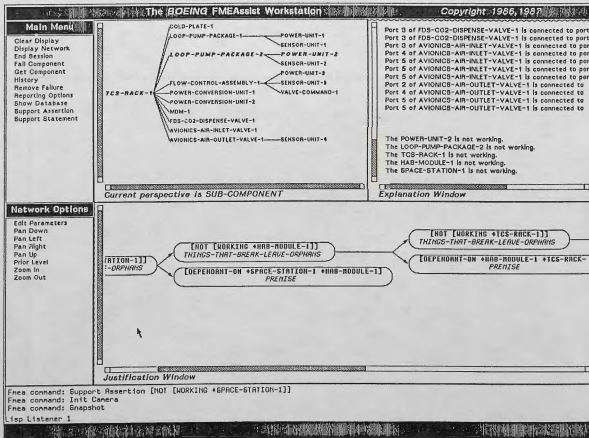 The BOEING FMEAssist Workstation
Copyright 1986, 1987
Main Menu
Clear Display
Display Network
End Session
Fail Component
Get Component
History
Remove Failure
Reporting Options
Show Database
Support Assertion
Support Statement
COLD-PLATE-1
LOOP-PUMP-PACKAGE-1
POWER-UNIT-1
SENSOR-UNIT-1
LOOP-PUMP-PACKAGE-2
POWER-UNIT-2
SENSOR-UNIT-2
TCS-RACK-1
FLOW-CONTROL-ASSEMBLY-1
POWER-UNIT-3
SENSOR-UNIT-3
VALVE-COMMAND-1
POWER-CONVERSION-UNIT-1
POWER-CONVERSION-UNIT-2
MDM-1
FDS-CO2-DISPENSE-VALVE-1
AVIONICS-AIR-INLET-VALVE-1
AVIONICS-AIR-OUTLET-VALVE-1
SENSOR-UNIT-4
Current perspective is SUB-COMPONENT
Port 3 of FDS-CO2-DISPENSE-VALVE-1 is connected to port
Port 3 of FDS-CO2-DISPENSE-VALVE-1 is connected to port
Port 3 of AVIONICS-AIR-INLET-VALVE-1 is connected to por
Port 4 of AVIONICS-AIR-INLET-VALVE-1 is connected to por
Port 5 of AVIONICS-AIR-INLET-VALVE-1 is connected to por
Port 5 of AVIONICS-AIR-INLET-VALVE-1 is connected to por
Port 2 of AVIONICS-AIR-OUTLET-VALVE-1 is connected to
Port 4 of AVIONICS-AIR-OUTLET-VALVE-1 is connected to
Port 5 of AVIONICS-AIR-OUTLET-VALVE-1 is connected to
Port 5 of AVIONICS-AIR-OUTLET-VALVE-1 is connected to
The POWER-UNIT-2 is not working.
The LOOP-PUMP-PACKAGE-2 is not working.
The TCS-RACK-1 is not working.
The HAB-MODULE-1 is not working.
The SPACE-STATION-1 is not working.
Explanation Window
Network Options
Edit Parameters
Pan Down
Pan Left
Pan Right
Pan Up
Prior Level
Zoom In
Zoom Out
[NOT [WORKING +HAB-MODULE-1]]
THINGS-THAT-BREAK-LEAVE-ORPHANS
[NOT [WORKING +TCS-RACK-1]]
THINGS-THAT-BREAK-LEAVE-ORPHANS
TATION-1]]
-ORPHANS
[DEPENDANT-ON +SPACE-STATION-1 +HAB-MODULE-1]
PREMISE
[DEPENDANT-ON +HAB-MODULE-1 +TCS-RACK-
PREMISE
Justification Window
Fmea command: Support Assertion [NOT [WORKING +SPACE-STATION-1]]
Fmea command: Init Camera
Fmea command: Snapshot
Lisp Listener 1